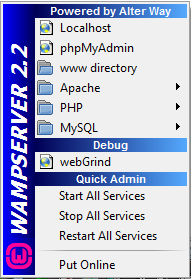 Powered by Alter Way
Localhost
phpMyAdmin
www directory
Apache
PHP
MySQL
Debug
webGrind
Quick Admin
Start All Services
Stop All Services
Restart All Services
Put Online
WAMPSERVER 2.2